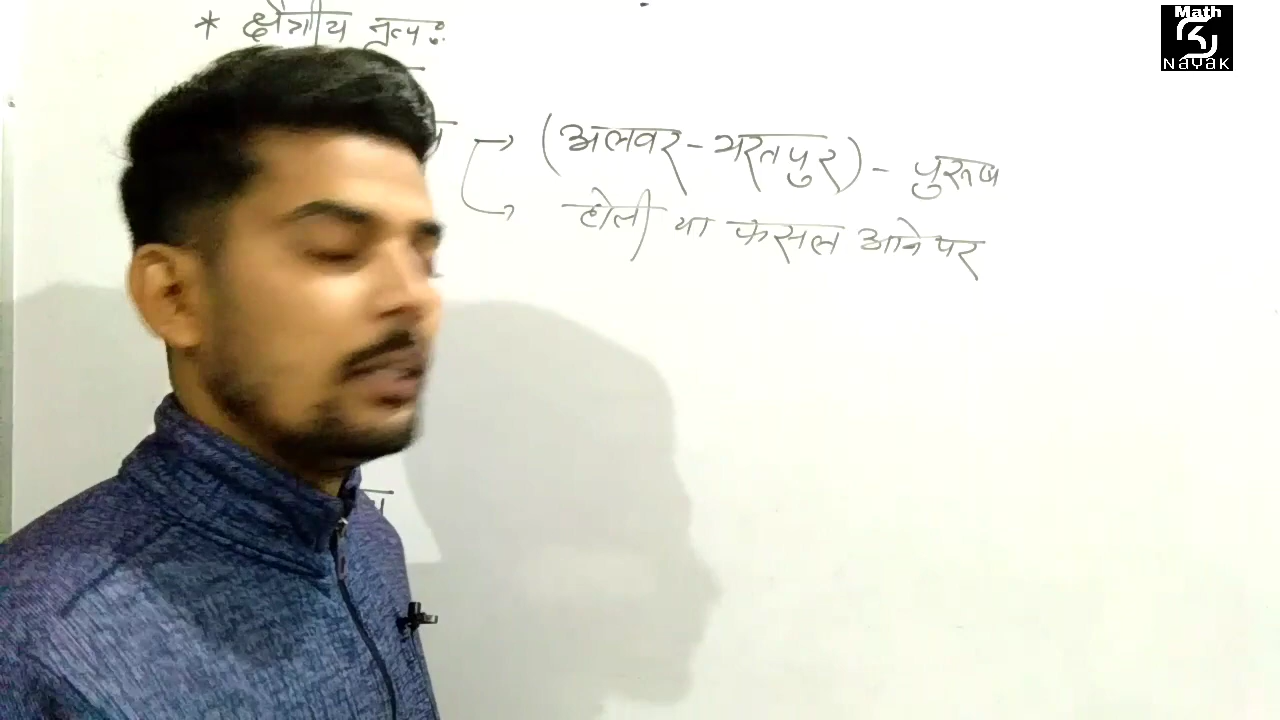 * क्षेत्रीय नृत्य :
(अलवर - भरतपुर) - पुरूष
होली या फसल आने पर
Math
NAYAK